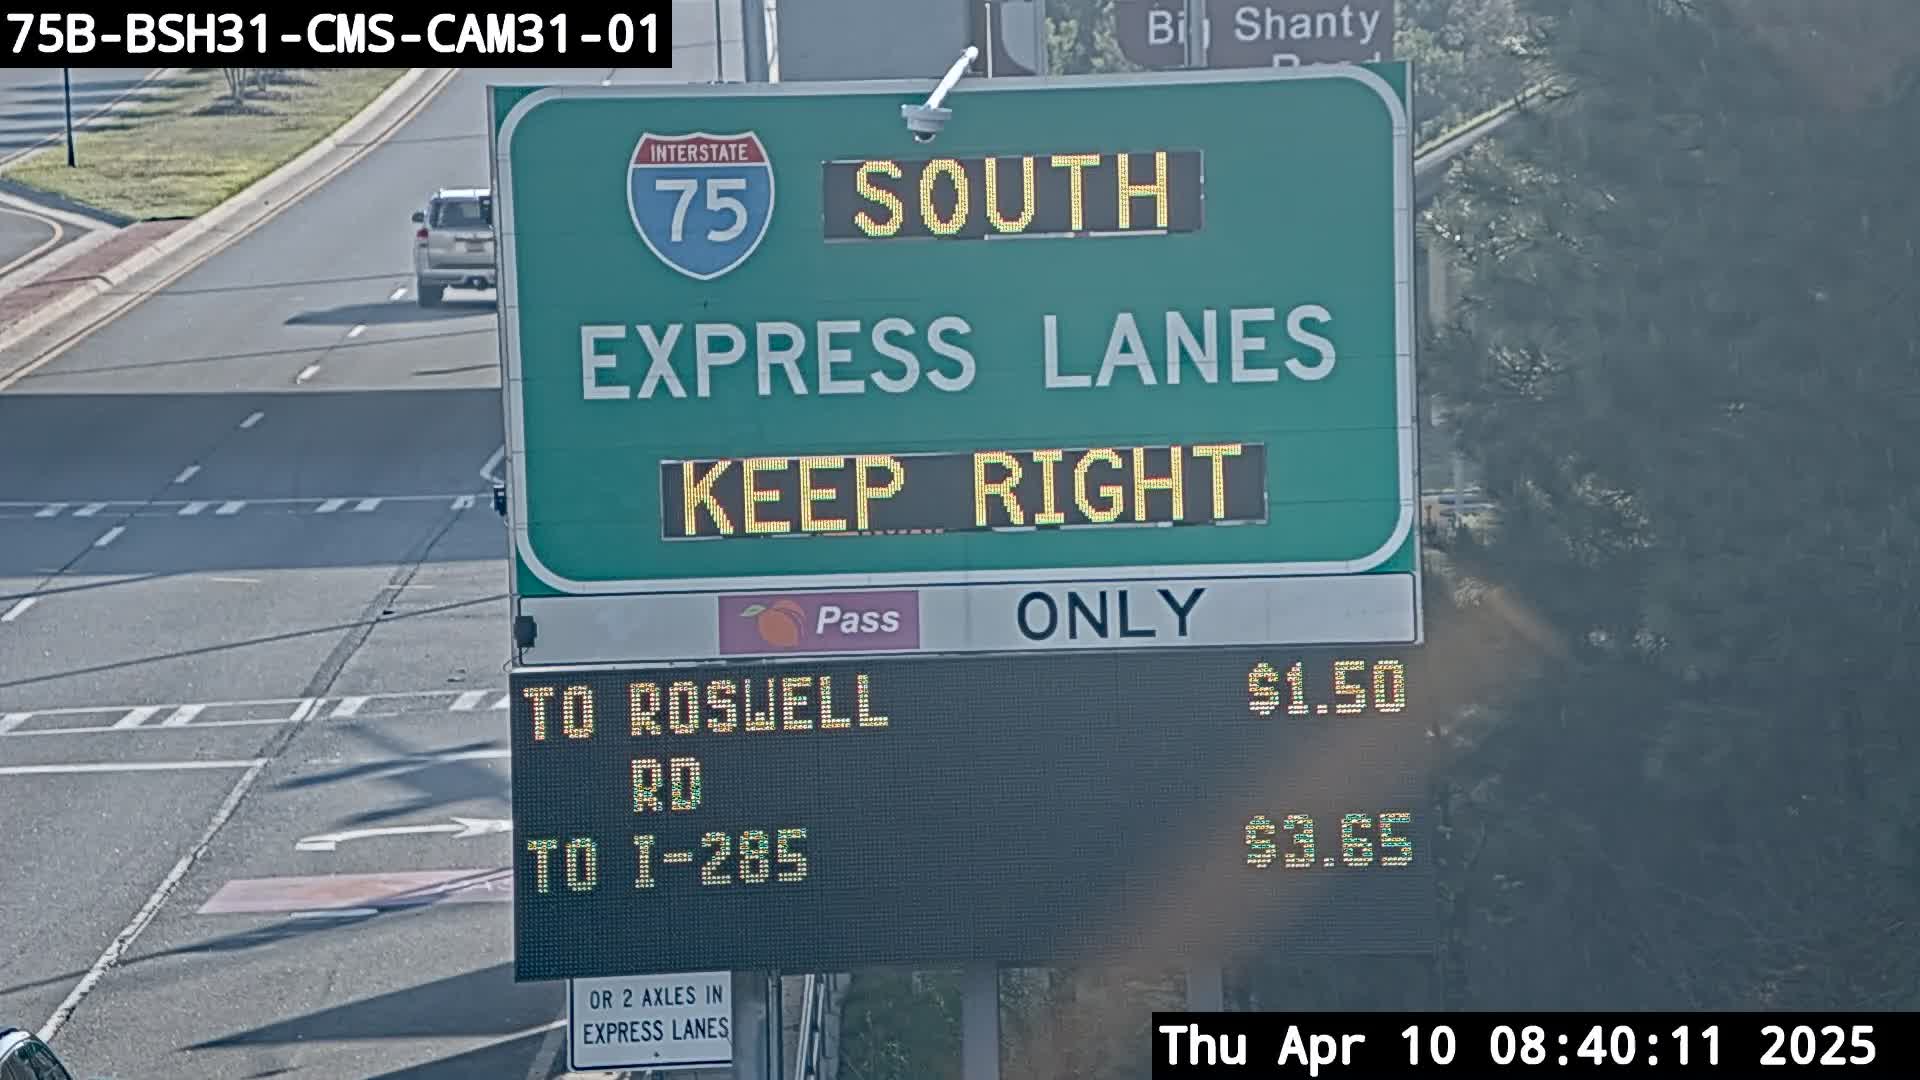 75B-BSH31-CMS-CAM31-01
Big Shanty
Road
INTERSTATE
75
SOUTH
EXPRESS LANES
KEEP RIGHT
Pass
ONLY
TO ROSWELL $1.50
RD
TO I-285 $3.65
OR 2 AXLES IN
EXPRESS LANES
Thu Apr 10 08:40:11 2025